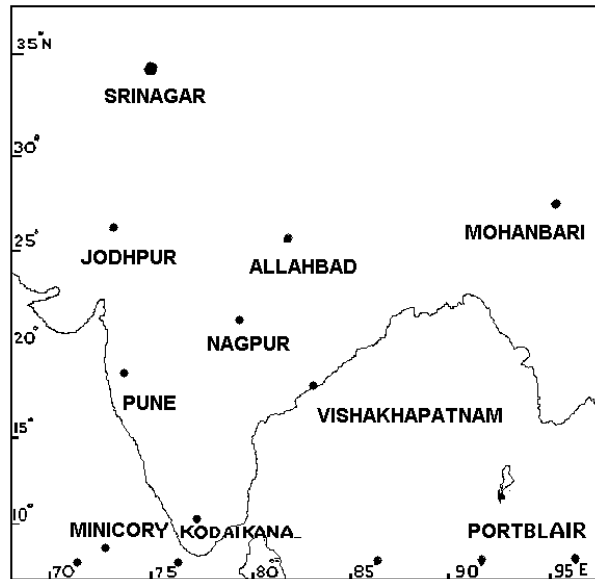 35°N
SRINAGAR
30°
MOHANBARI
25°
JODHPUR
ALLAHBAD
20°
NAGPUR
PUNE
VISHAKHAPATNAM
15°
10°
MINICORY
KODAIKANA_
PORTBLAIR
70 75 80 85 90 95 E